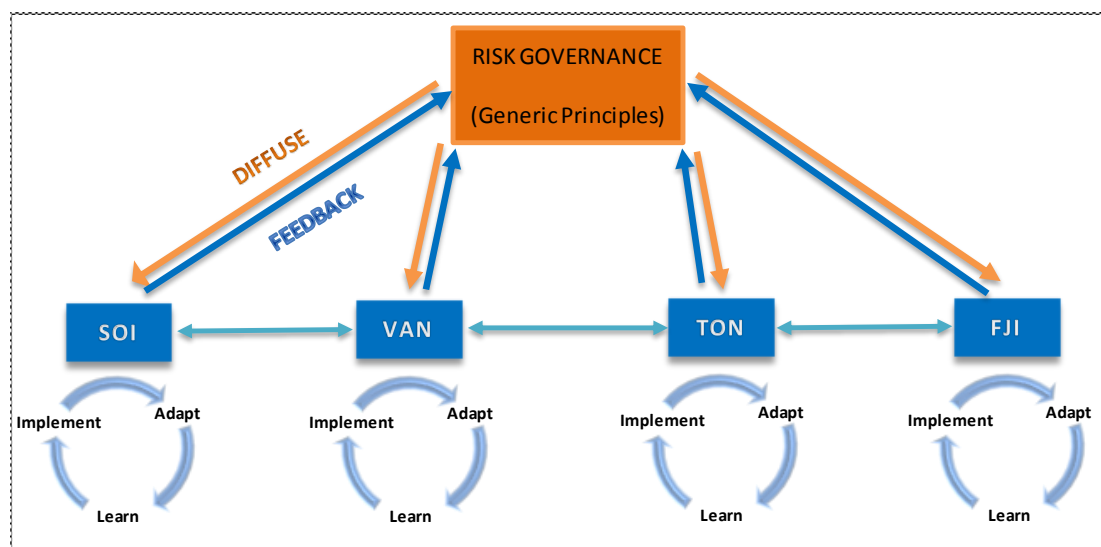 RISK GOVERNANCE
(Generic Principles)
DIFFUSE
FEEDBACK
SOI
VAN
TON
FJI
Implement
Adapt
Learn
Implement
Adapt
Learn
Implement
Adapt
Learn
Implement
Adapt
Learn